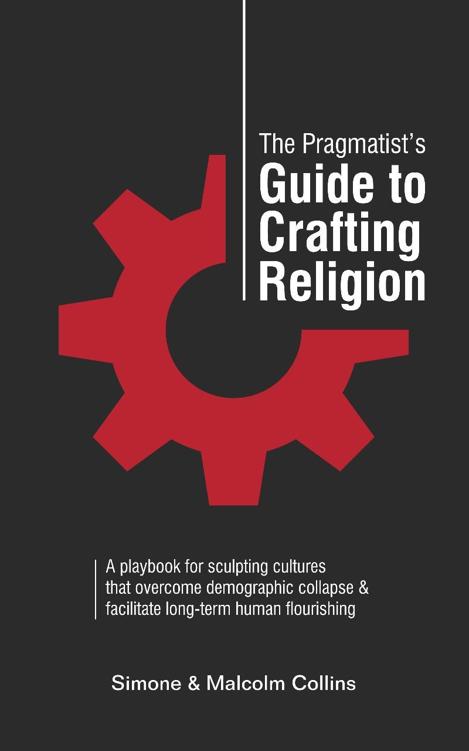 The Pragmatist's
Guide to
Crafting
Religion
A playbook for sculpting cultures
that overcome demographic collapse &
facilitate long-term human flourishing
Simone & Malcolm Collins